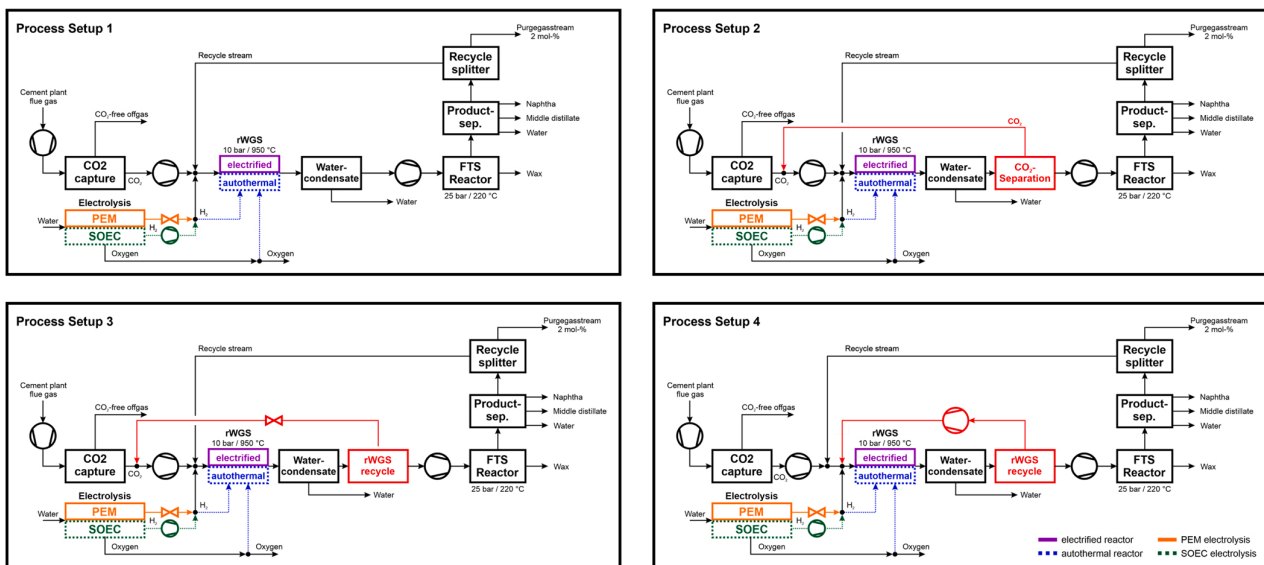 Process Setup 1
Purgegasstream
2 mol-%
Recycle stream
Recycle
splitter
Cement plant
flue gas
CO₂-free offgas
Product-
sep.
Naphtha
Middle distillate
Water
rWGS
10 bar / 950 °C
CO2
capture
CO₂
electrified
autothermal
Water-
condensate
FTS
Reactor
Wax
25 bar / 220 °C
Water
Electrolysis
Water
PEM
SOEC
H₂
H₂
Oxygen
Oxygen
Process Setup 2
Purgegasstream
2 mol-%
Recycle stream
Recycle
splitter
Cement plant
flue gas
CO₂-free offgas
CO₂
Product-
sep.
Naphtha
Middle distillate
Water
rWGS
10 bar / 950 °C
CO2
capture
CO₂
electrified
autothermal
Water-
condensate
CO₂-
Separation
FTS
Reactor
Wax
25 bar / 220 °C
Water
Electrolysis
Water
PEM
SOEC
H₂
H₂
Oxygen
Oxygen
Process Setup 3
Purgegasstream
2 mol-%
Recycle stream
Recycle
splitter
Cement plant
flue gas
CO₂-free offgas
Product-
sep.
Naphtha
Middle distillate
Water
rWGS
10 bar / 950 °C
CO2
capture
CO₂
electrified
autothermal
Water-
condensate
rWGS
recycle
FTS
Reactor
Wax
25 bar / 220 °C
Water
Electrolysis
Water
PEM
SOEC
H₂
H₂
Oxygen
Oxygen
Process Setup 4
Purgegasstream
2 mol-%
Recycle stream
Recycle
splitter
Cement plant
flue gas
CO₂-free offgas
Product-
sep.
Naphtha
Middle distillate
Water
rWGS
10 bar / 950 °C
CO2
capture
CO₂
electrified
autothermal
Water-
condensate
rWGS
recycle
FTS
Reactor
Wax
25 bar / 220 °C
Water
Electrolysis
Water
PEM
SOEC
H₂
H₂
Oxygen
Oxygen
electrified reactor
autothermal reactor
PEM electrolysis
SOEC electrolysis